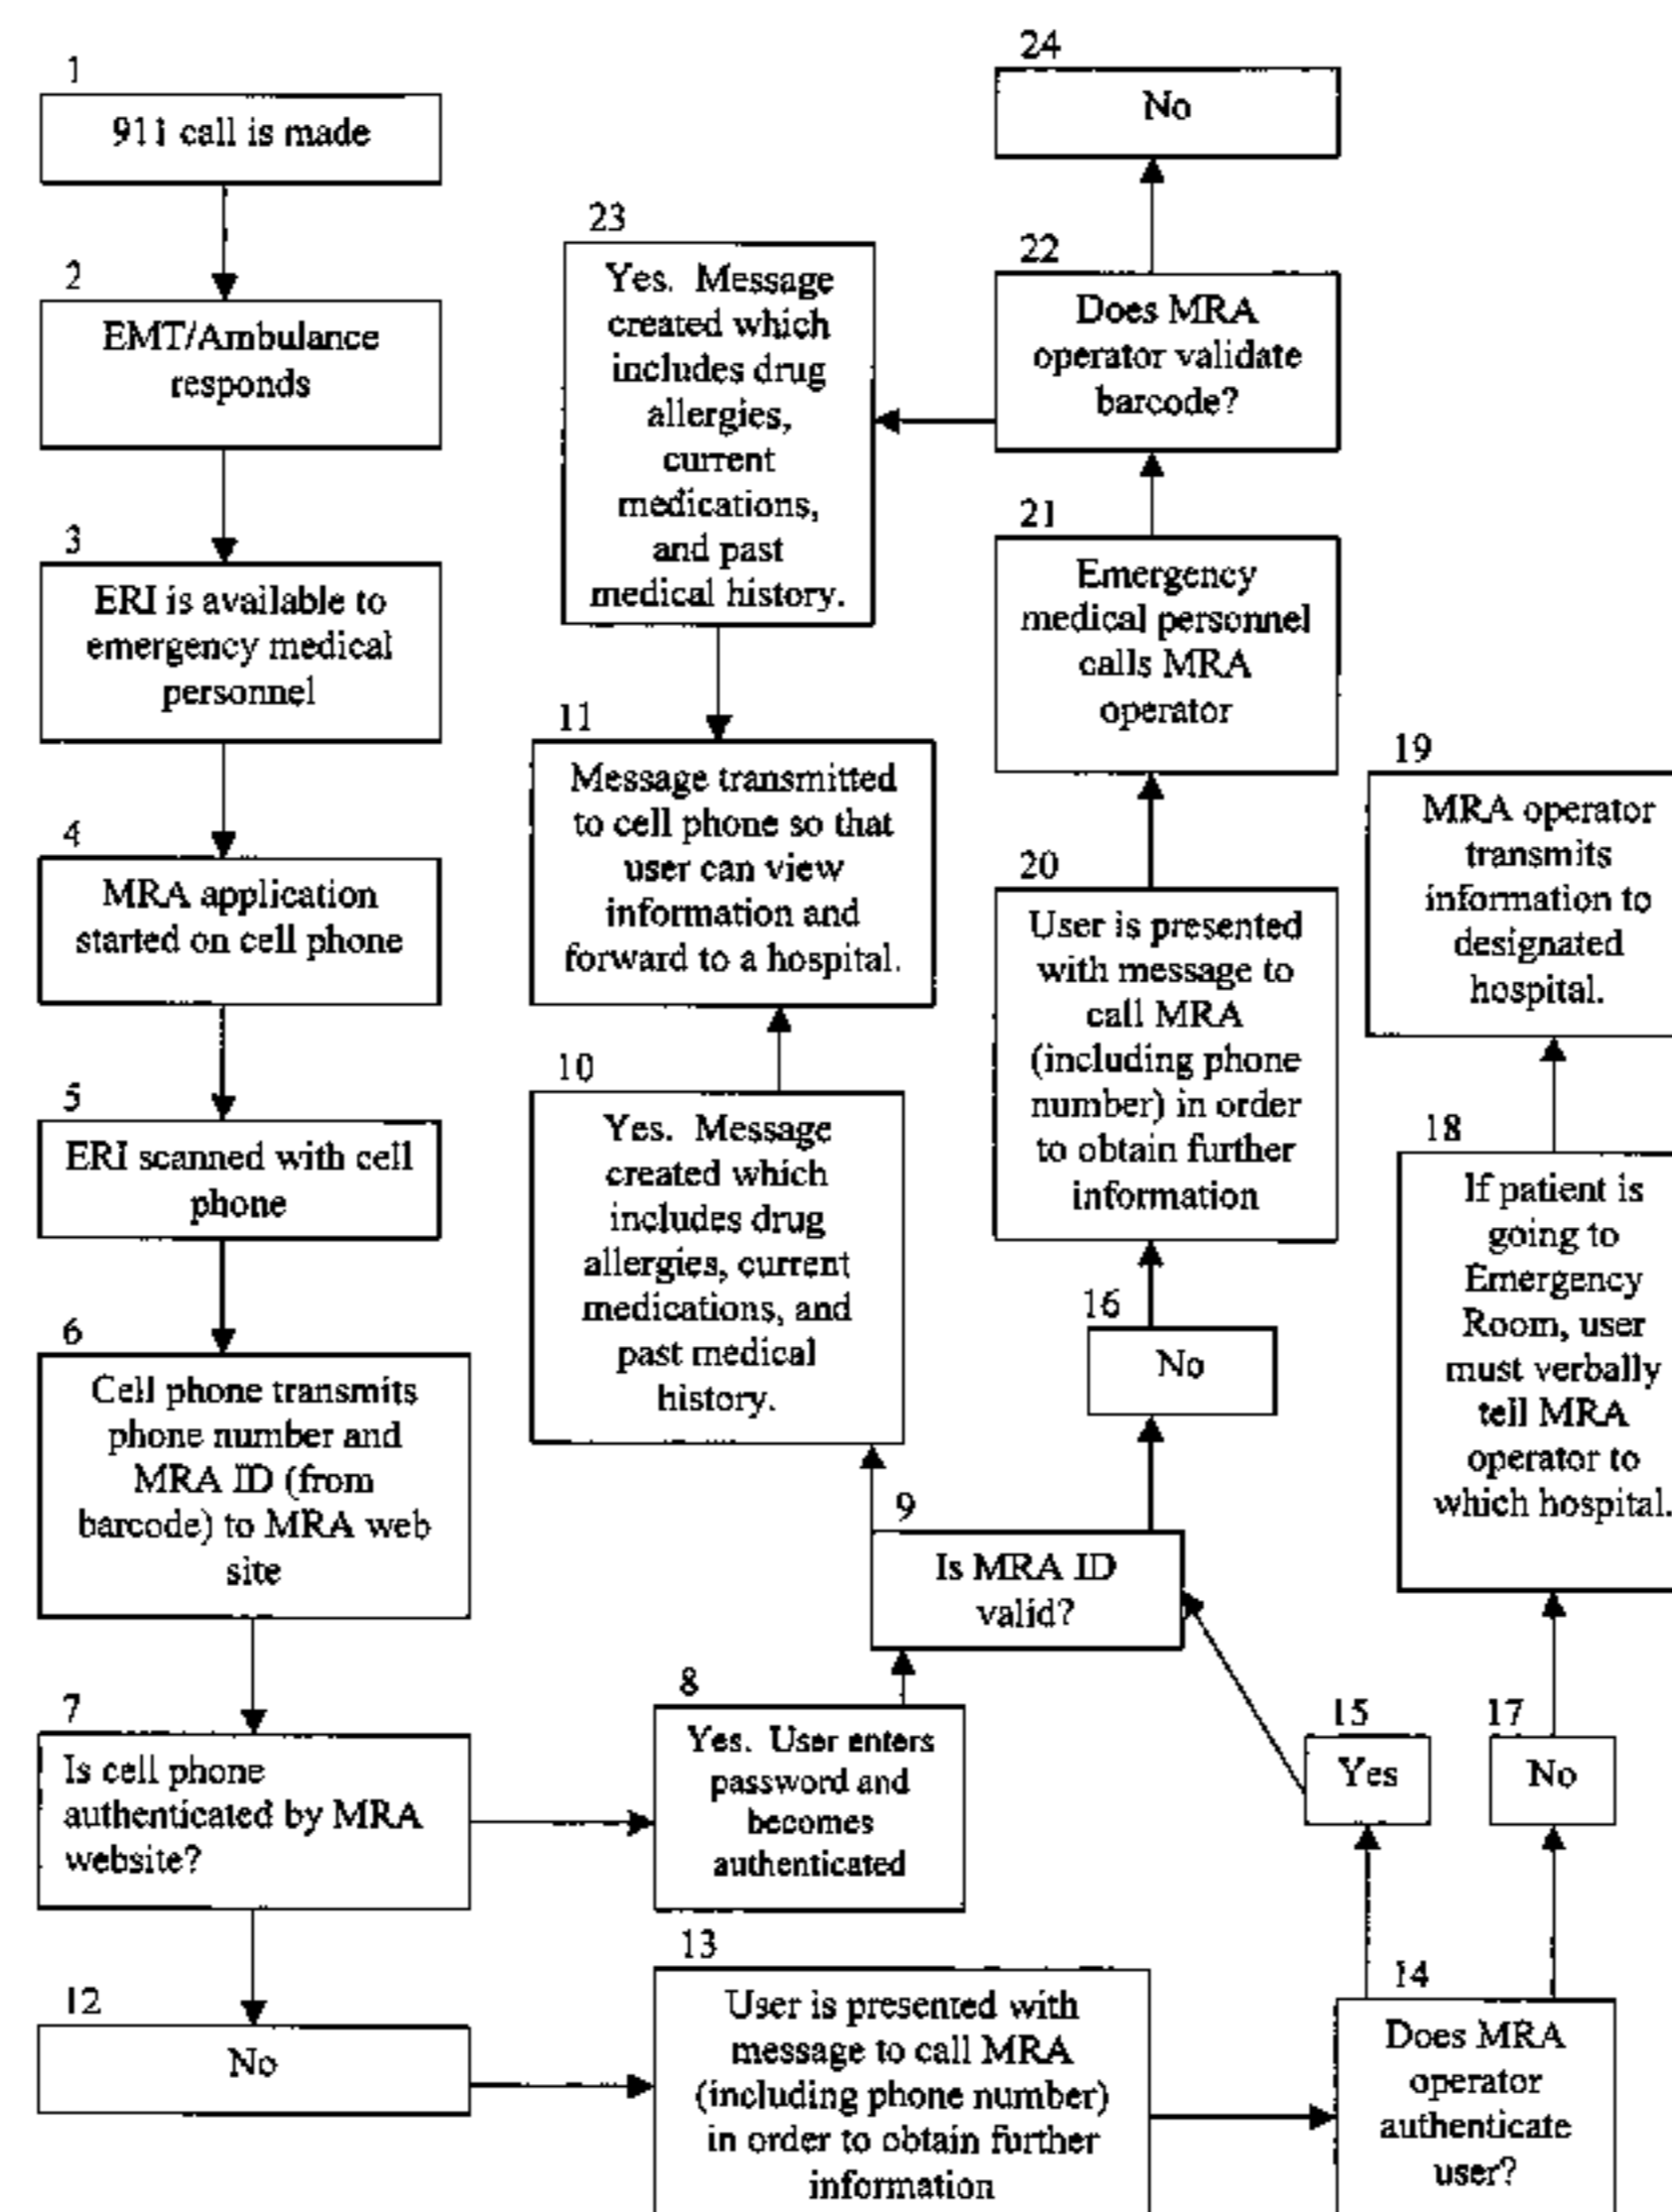 1
911 call is made
2
EMT/Ambulance
responds
3
ERI is available to
emergency medical
personnel
4
MRA application
started on cell phone
5
ERI scanned with cell
phone
6
Cell phone transmits
phone number and
MRA ID (from
barcode) to MRA web
site
7
Is cell phone
authenticated by MRA
website?
8
Yes. User enters
password and
becomes
authenticated
9
Is MRA ID
valid?
10
Yes. Message
created which
includes drug
allergies, current
medications, and
past medical
history.
11
Message transmitted
to cell phone so that
user can view
information and
forward to a hospital.
12
No
13
User is presented with
message to call MRA
(including phone number)
in order to obtain further
information
14
Does MRA
operator
authenticate
user?
15
Yes
16
No
17
No
18
If patient is
going to
Emergency
Room, user
must verbally
tell MRA
operator to
which hospital.
19
MRA operator
transmits
information to
designated
hospital.
20
User is presented
with message to
call MRA
(including phone
number) in order
to obtain further
information
21
Emergency
medical personnel
calls MRA
operator
22
Does MRA
operator validate
barcode?
23
Yes. Message
created which
includes drug
allergies,
current
medications,
and past
medical history.
24
No